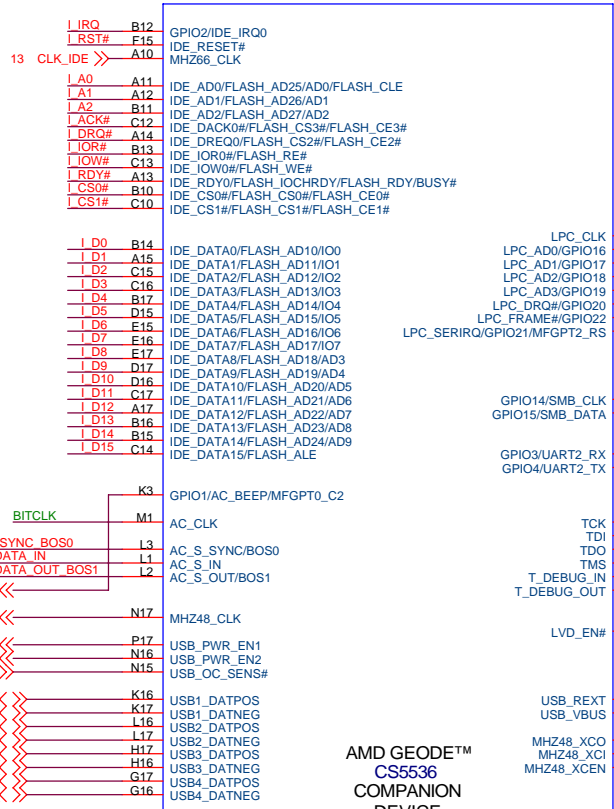 I_IRQ B12 GPIO2/IDE_IRQ0
I_RST# F15 IDE_RESET#
13 CLK_IDE A10 MHZ66_CLK
I_A0 A11 IDE_AD0/FLASH_AD25/AD0/FLASH_CLE
I_A1 A12 IDE_AD1/FLASH_AD26/AD1
I_A2 B11 IDE_AD2/FLASH_AD27/AD2
I_ACK# C12 IDE_DACK0#/FLASH_CS3#/FLASH_CE3#
I_DRQ# A14 IDE_DREQ0/FLASH_CS2#/FLASH_CE2#
I_IOR# B13 IDE_IOR0#/FLASH_RE#
I_IOW# C13 IDE_IOW0#/FLASH_WE#
I_RDY# A13 IDE_RDY0/FLASH_IOCHRDY/FLASH_RDY/BUSY#
I_CS0# B10 IDE_CS0#/FLASH_CS0#/FLASH_CE0#
I_CS1# C10 IDE_CS1#/FLASH_CS1#/FLASH_CE1#
LPC_CLK
I_D0 B14 IDE_DATA0/FLASH_AD10/IO0 LPC_AD0/GPIO16
I_D1 A15 IDE_DATA1/FLASH_AD11/IO1 LPC_AD1/GPIO17
I_D2 C15 IDE_DATA2/FLASH_AD12/IO2 LPC_AD2/GPIO18
I_D3 C16 IDE_DATA3/FLASH_AD13/IO3 LPC_AD3/GPIO19
I_D4 B17 IDE_DATA4/FLASH_AD14/IO4 LPC_DRQ#/GPIO20
I_D5 D15 IDE_DATA5/FLASH_AD15/IO5 LPC_FRAME#/GPIO22
I_D6 E15 IDE_DATA6/FLASH_AD16/IO6 LPC_SERIRQ/GPIO21/MFGPT2_RS
I_D7 E16 IDE_DATA7/FLASH_AD17/IO7
I_D8 E17 IDE_DATA8/FLASH_AD18/AD3
I_D9 D17 IDE_DATA9/FLASH_AD19/AD4
I_D10 D16 IDE_DATA10/FLASH_AD20/AD5
I_D11 C17 IDE_DATA11/FLASH_AD21/AD6 GPIO14/SMB_CLK
I_D12 A17 IDE_DATA12/FLASH_AD22/AD7 GPIO15/SMB_DATA
I_D13 B16 IDE_DATA13/FLASH_AD23/AD8
I_D14 B15 IDE_DATA14/FLASH_AD24/AD9
I_D15 C14 IDE_DATA15/FLASH_ALE GPIO3/UART2_RX
GPIO4/UART2_TX
K3 GPIO1/AC_BEEP/MFGPT0_C2
BITCLK M1 AC_CLK TCK
TDI
SYNC_BOS0 L3 AC_S_SYNC/BOS0 TDO
DATA_IN L1 AC_S_IN TMS
DATA_OUT_BOS1 L2 AC_S_OUT/BOS1 T_DEBUG_IN
T_DEBUG_OUT
N17 MHZ48_CLK
LVD_EN#
P17 USB_PWR_EN1
N16 USB_PWR_EN2
N15 USB_OC_SENS#
K16 USB1_DATPOS USB_REXT
K17 USB1_DATNEG USB_VBUS
L16 USB2_DATPOS
L17 USB2_DATNEG MHZ48_XCO
H17 USB3_DATPOS MHZ48_XCI
H16 USB3_DATNEG MHZ48_XCEN
G17 USB4_DATPOS
G16 USB4_DATNEG
AMD GEODE™
CS5536
COMPANION
DEVICE